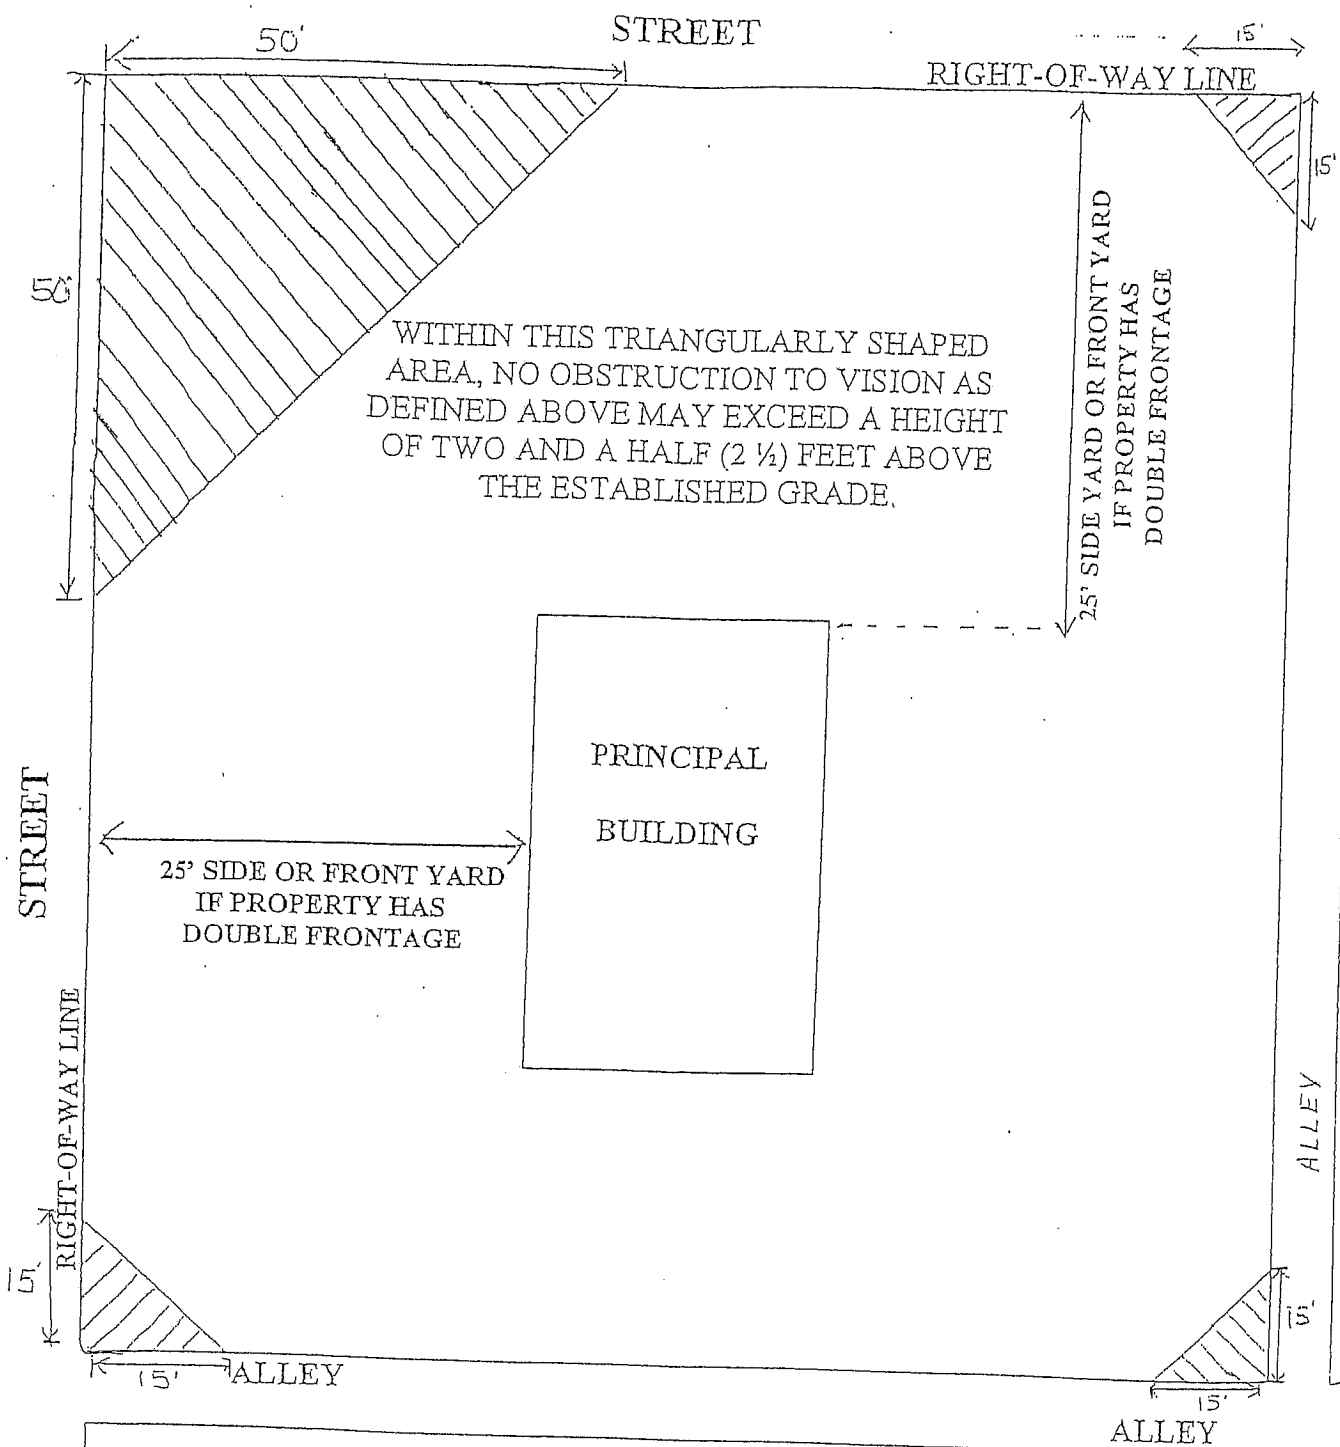 STREET
50'
15'
RIGHT-OF-WAY LINE
15'
50'
25' SIDE YARD OR FRONT YARD
IF PROPERTY HAS
DOUBLE FRONTAGE
WITHIN THIS TRIANGULARLY SHAPED
AREA, NO OBSTRUCTION TO VISION AS
DEFINED ABOVE MAY EXCEED A HEIGHT
OF TWO AND A HALF (2 ½) FEET ABOVE
THE ESTABLISHED GRADE.
PRINCIPAL
BUILDING
STREET
25' SIDE OR FRONT YARD
IF PROPERTY HAS
DOUBLE FRONTAGE
RIGHT-OF-WAY LINE
ALLEY
15'
15'
15'
ALLEY
15'
ALLEY